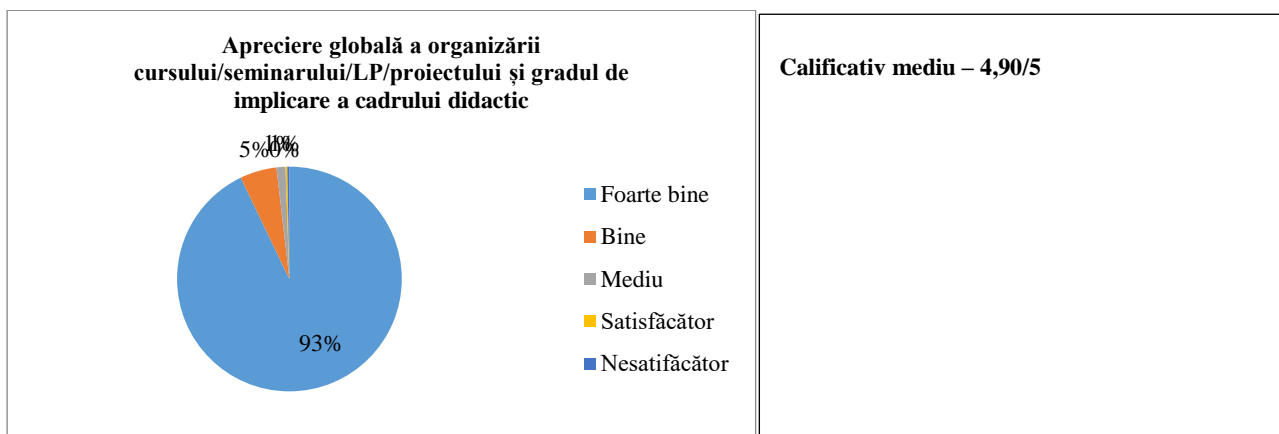 Apreciere globală a organizării
cursului/seminarului/LP/proiectului și gradul de
implicare a cadrului didactic
5%
93%
Foarte bine
Bine
Mediu
Satisfăcător
Nesatifăcător
Calificativ mediu – 4,90/5